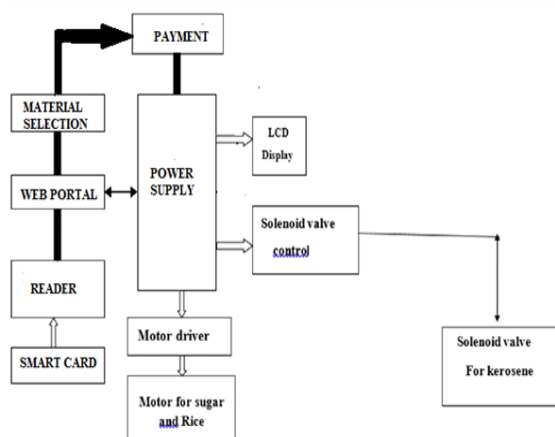 PAYMENT
MATERIAL
SELECTION
LCD
Display
POWER
SUPPLY
WEB PORTAL
Solenoid valve
control
READER
Motor driver
Solenoid valve
For kerosene
SMART CARD
Motor for sugar
and Rice